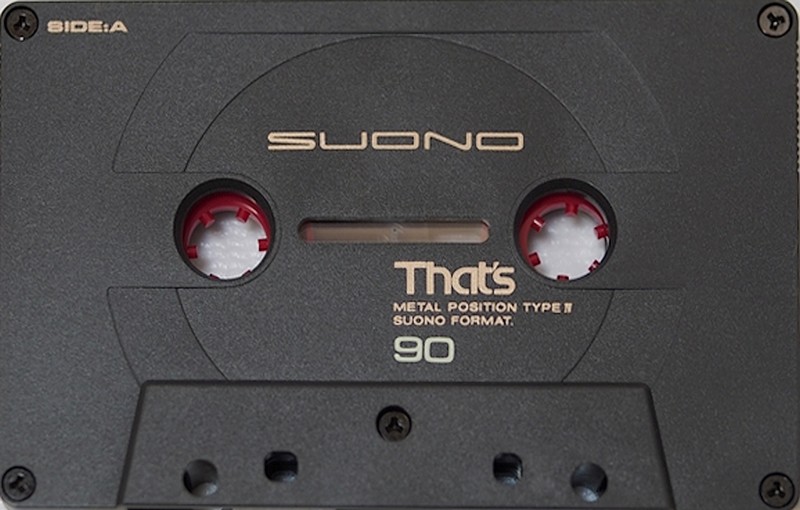 SIDE:A
SUONO
That's
METAL POSITION TYPE Ⅳ
SUONO FORMAT.
90